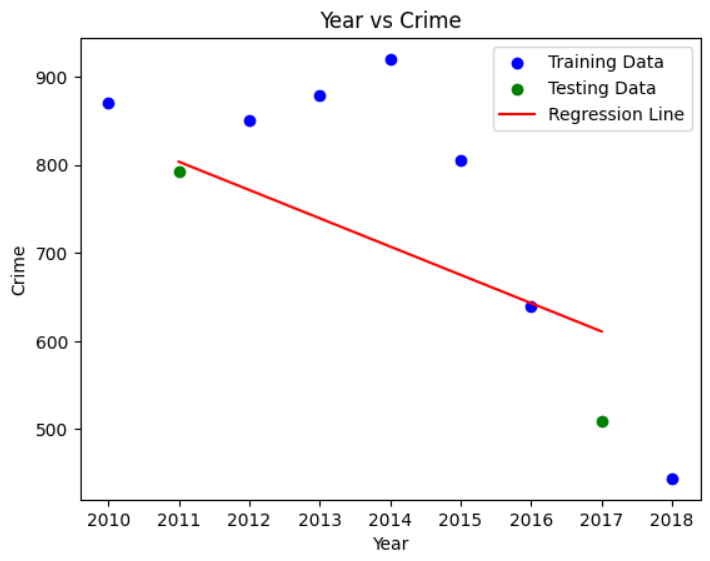 Year vs Crime
Training Data
Testing Data
Regression Line
900
800
700
600
500
Crime
2010 2011 2012 2013 2014 2015 2016 2017 2018
Year